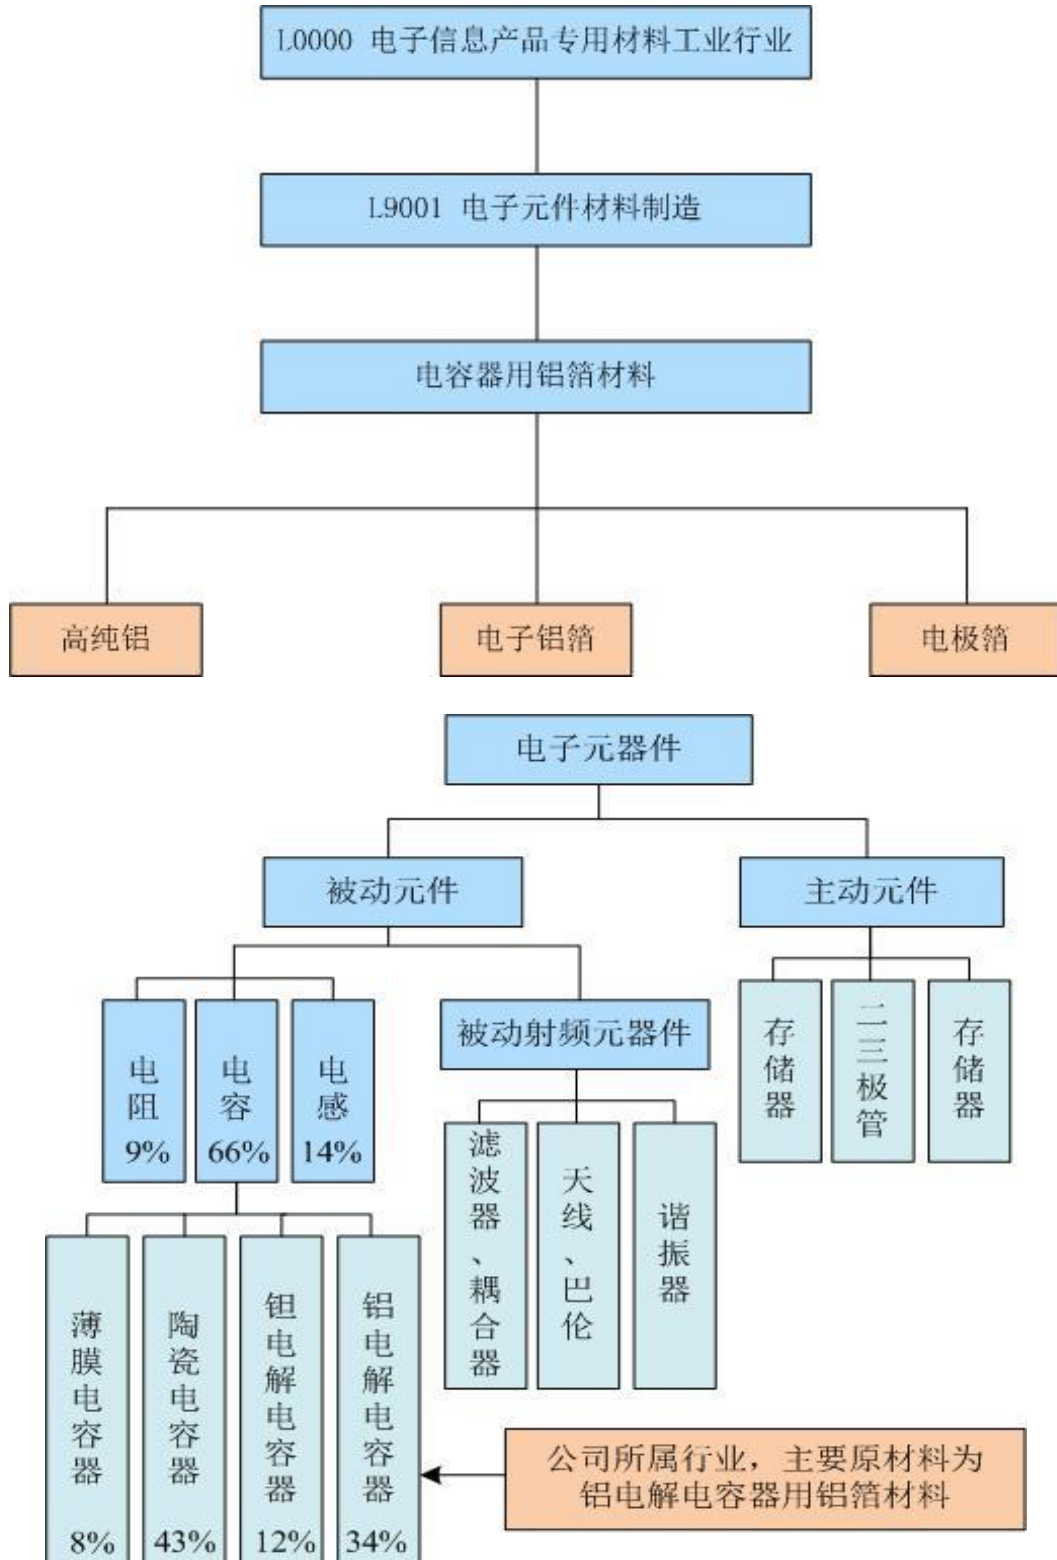 L0000 电子信息产品专用材料工业行业
L9001 电子元件材料制造
电容器用铝箔材料
高纯铝
电子铝箔
电极箔
电子元器件
被动元件
主动元件
电阻
9%
电容
66%
电感
14%
被动射频元器件
存储器
二三极管
存储器
滤波器、耦合器
天线、巴伦
谐振器
薄膜电容器
8%
陶瓷电容器
43%
钽电解电容器
12%
铝电解电容器
34%
公司所属行业，主要原材料为
铝电解电容器用铝箔材料